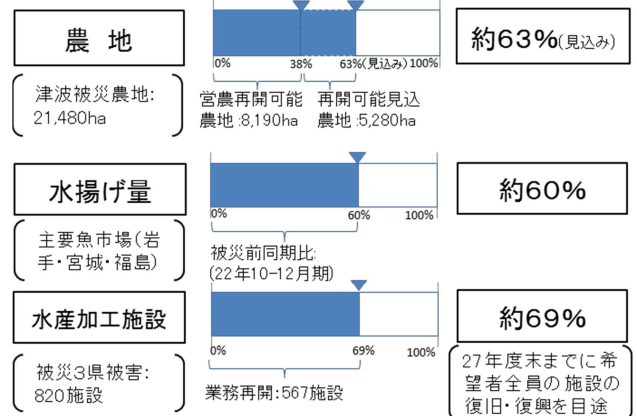 農 地
0%
38%
63%(見込み)
100%
約63%(見込み)
津波被災農地:
21,480ha
営農再開可能
農地:8,190ha
再開可能見込
農地:5,280ha
水揚げ量
0%
60%
100%
約60%
主要魚市場(岩
手・宮城・福島)
被災前同期比:
(22年10-12月期)
水産加工施設
0%
69%
100%
約69%
被災3県被害:
820施設
業務再開:567施設
27年度末までに希
望者全員の施設の
復旧・復興を目途